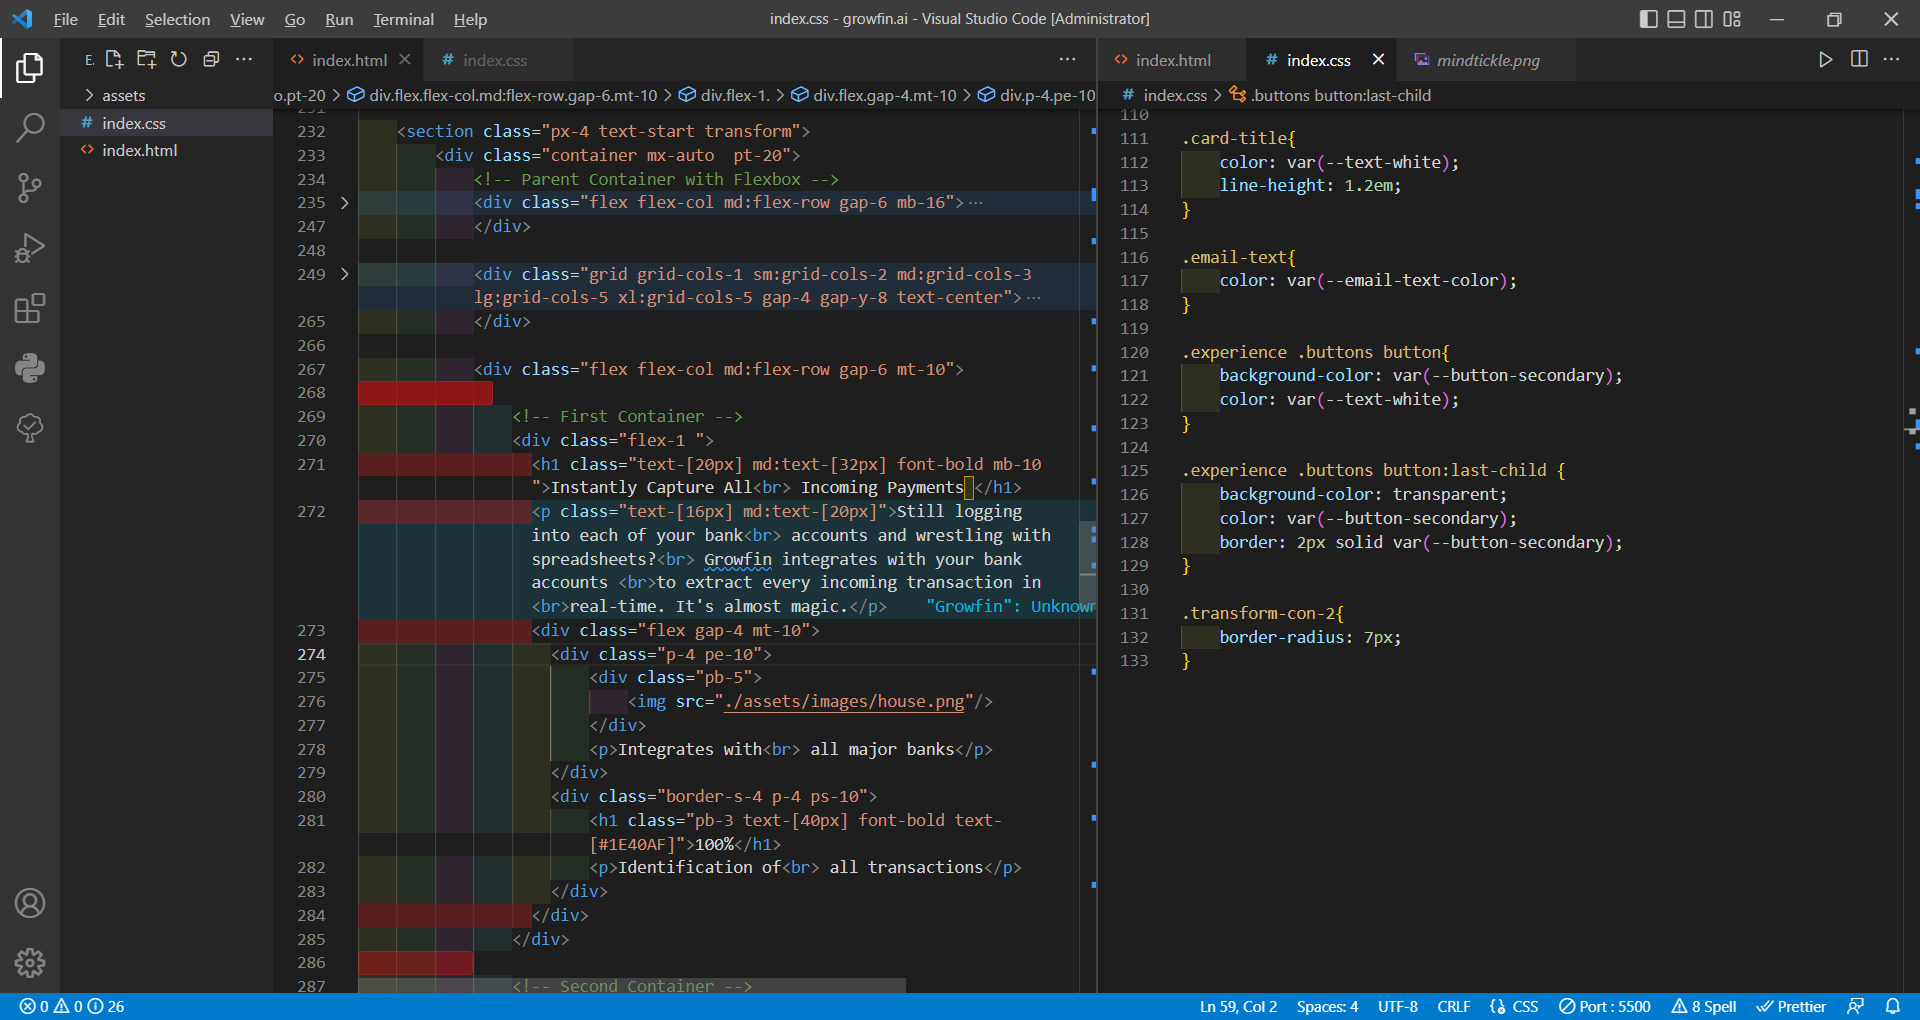 File Edit Selection View Go Run Terminal Help
index.css - growfin.ai - Visual Studio Code [Administrator]
E.
assets
# index.css
<> index.html
<> index.html
# index.css
o.pt-20 > div.flex.flex-col.md:flex-row.gap-6.mt-10 > div.flex-1. > div.flex.gap-4.mt-10 > div.p-4.pe-10
231
232 <section class="px-4 text-start transform">
233 <div class="container mx-auto  pt-20">
234 <!-- Parent Container with Flexbox -->
235 <div class="flex flex-col md:flex-row gap-6 mb-16">···
247 </div>
248
249 <div class="grid grid-cols-1 sm:grid-cols-2 md:grid-cols-3
lg:grid-cols-5 xl:grid-cols-5 gap-4 gap-y-8 text-center">···
265 </div>
266
267 <div class="flex flex-col md:flex-row gap-6 mt-10">
268
269 <!-- First Container -->
270 <div class="flex-1 ">
271 <h1 class="text-[20px] md:text-[32px] font-bold mb-10
">Instantly Capture All<br> Incoming Payments </h1>
272 <p class="text-[16px] md:text-[20px]">Still logging
into each of your bank<br> accounts and wrestling with
spreadsheets?<br> Growfin integrates with your bank
accounts <br>to extract every incoming transaction in
<br>real-time. It's almost magic.</p> "Growfin": Unknown
273 <div class="flex gap-4 mt-10">
274 <div class="p-4 pe-10">
275 <div class="pb-5">
276 <img src="./assets/images/house.png"/>
277 </div>
278 <p>Integrates with<br> all major banks</p>
279 </div>
280 <div class="border-s-4 p-4 ps-10">
281 <h1 class="pb-3 text-[40px] font-bold text-
[#1E40AF]">100%</h1>
282 <p>Identification of<br> all transactions</p>
283 </div>
284 </div>
285 </div>
286
287 <!-- Second Container -->
<> index.html
# index.css
mindtickle.png
# index.css > .buttons button:last-child
110
111 .card-title{
112 color: var(--text-white);
113 line-height: 1.2em;
114 }
115
116 .email-text{
117 color: var(--email-text-color);
118 }
119
120 .experience .buttons button{
121 background-color: var(--button-secondary);
122 color: var(--text-white);
123 }
124
125 .experience .buttons button:last-child {
126 background-color: transparent;
127 color: var(--button-secondary);
128 border: 2px solid var(--button-secondary);
129 }
130
131 .transform-con-2{
132 border-radius: 7px;
133 }
0 0 26
Ln 59, Col 2 Spaces: 4 UTF-8 CRLF CSS Port : 5500 8 Spell Prettier